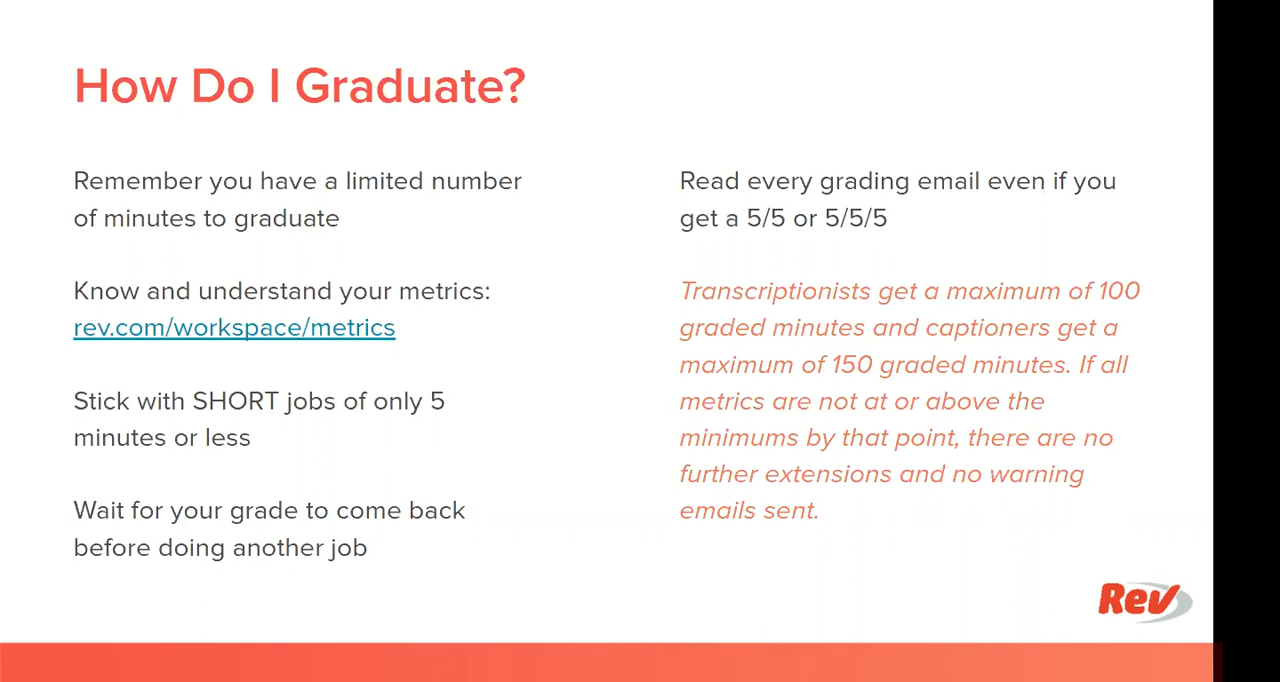 How Do I Graduate?
Remember you have a limited number
of minutes to graduate
Know and understand your metrics:
rev.com/workspace/metrics
Stick with SHORT jobs of only 5
minutes or less
Wait for your grade to come back
before doing another job
Read every grading email even if you
get a 5/5 or 5/5/5
Transcriptionists get a maximum of 100
graded minutes and captioners get a
maximum of 150 graded minutes. If all
metrics are not at or above the
minimums by that point, there are no
further extensions and no warning
emails sent.
Rev